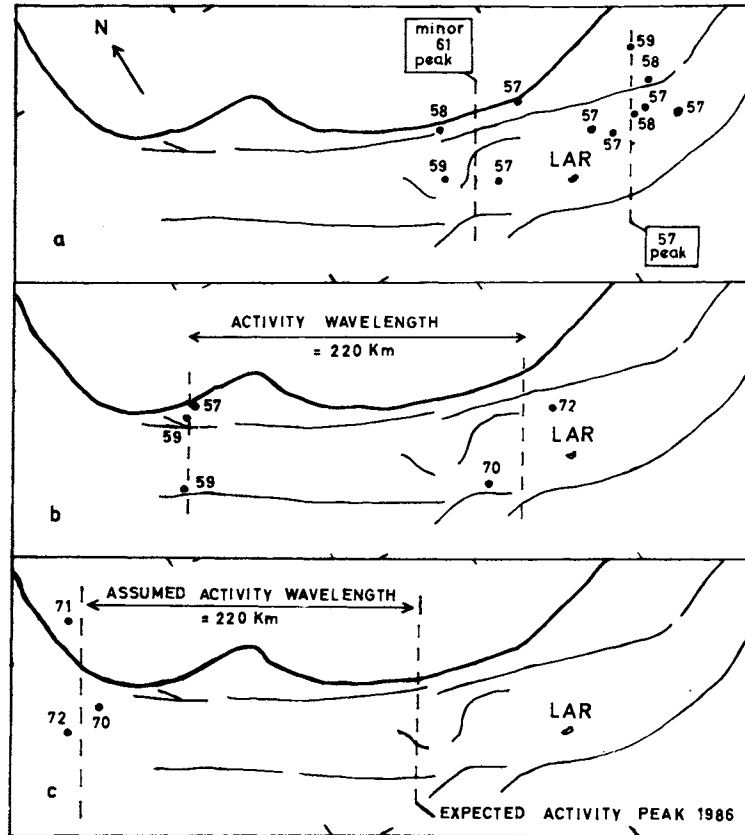 N
minor
61
peak
59
58
57
57
58
57
57
58
57
59
57
LAR
57
peak
a
ACTIVITY WAVELENGTH
= 220 Km
57
59
72
LAR
59
70
b
71
ASSUMED ACTIVITY WAVELENGTH
= 220 Km
70
72
LAR
c
EXPECTED ACTIVITY PEAK 1986